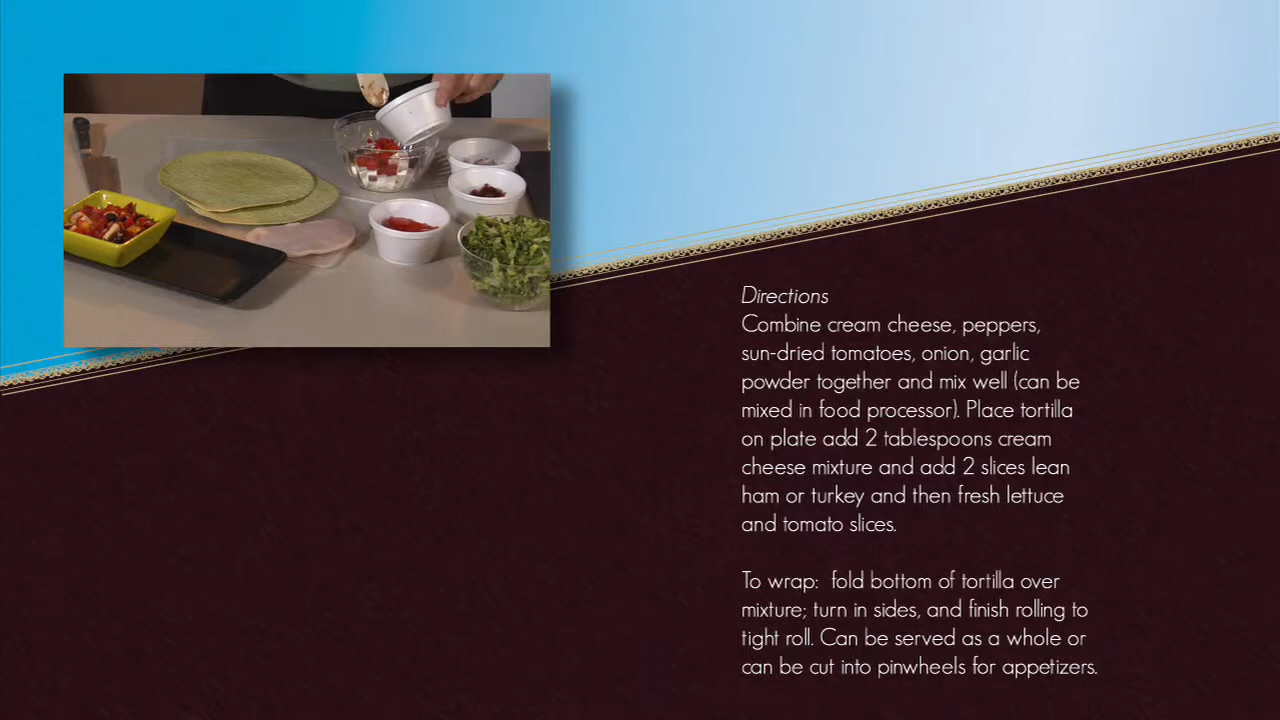 Directions
Combine cream cheese, peppers,
sun-dried tomatoes, onion, garlic
powder together and mix well (can be
mixed in food processor). Place tortilla
on plate add 2 tablespoons cream
cheese mixture and add 2 slices lean
ham or turkey and then fresh lettuce
and tomato slices.

To wrap:  fold bottom of tortilla over
mixture; turn in sides, and finish rolling to
tight roll. Can be served as a whole or
can be cut into pinwheels for appetizers.